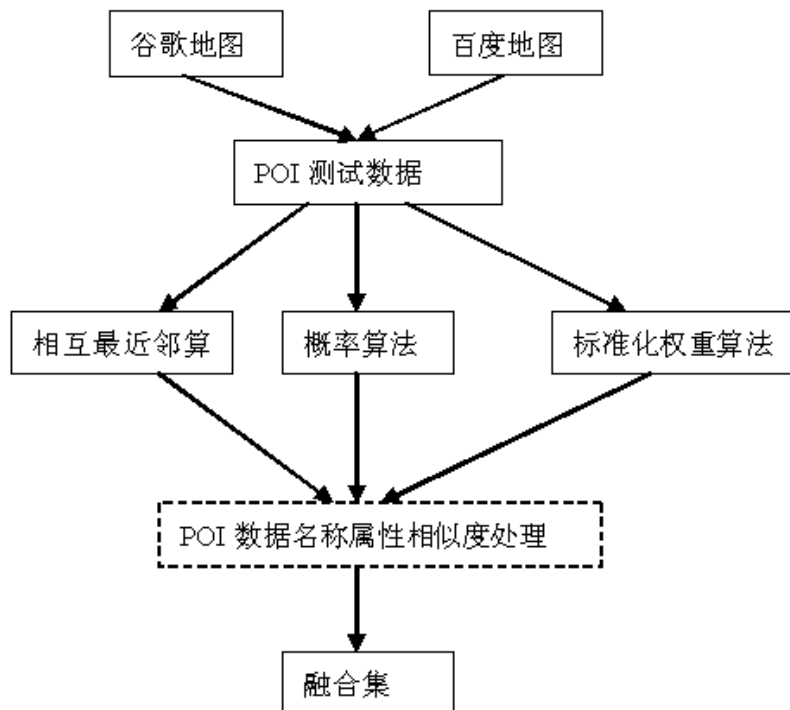 谷歌地图
百度地图
POI 测试数据
相互最近邻算
概率算法
标准化权重算法
POI 数据名称属性相似度处理
融合集